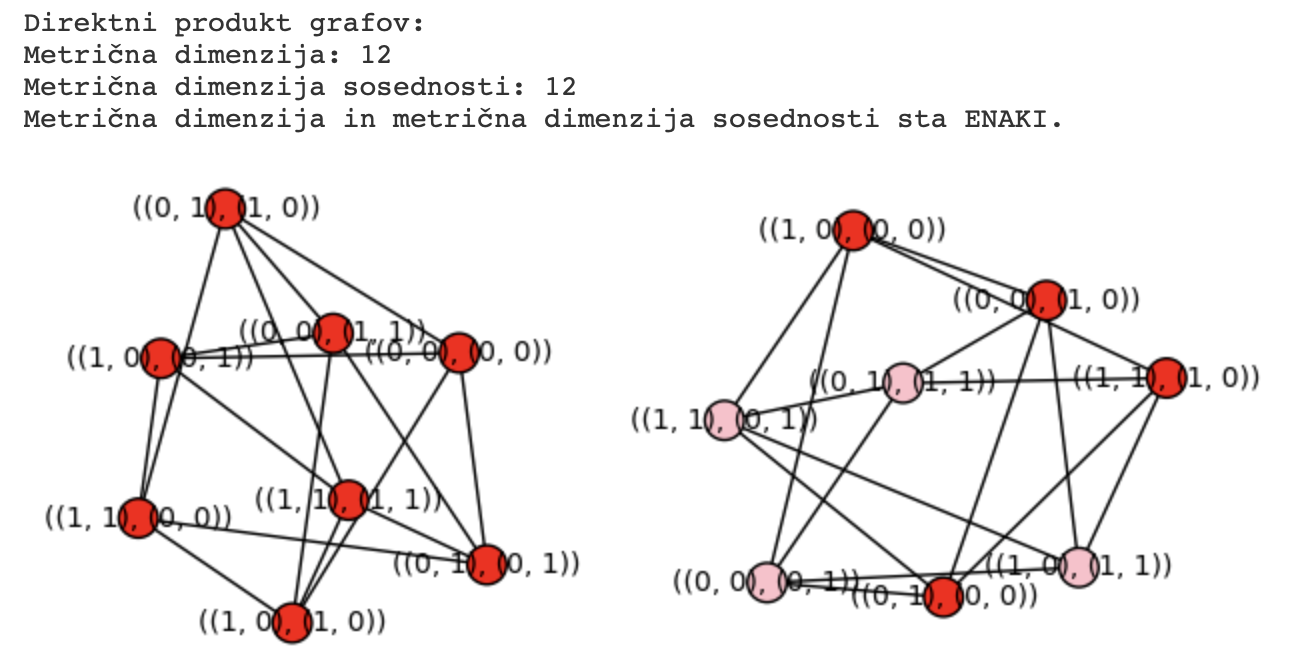 Direktni produkt grafov:
Metrična dimenzija: 12
Metrična dimenzija sosednosti: 12
Metrična dimenzija in metrična dimenzija sosednosti sta ENAKI.
((0, 1), (1, 0))
((0, 0), (1, 1))
((0, 0), (0, 0))
((1, 0), (0, 1))
((1, 1), (1, 1))
((1, 1), (0, 0))
((0, 1), (0, 1))
((1, 0), (1, 0))
((1, 0), (0, 0))
((0, 0), (1, 0))
((0, 1), (1, 1))
((1, 1), (1, 0))
((1, 1), (0, 1))
((1, 0), (1, 1))
((0, 0), (0, 1))
((0, 1), (0, 0))